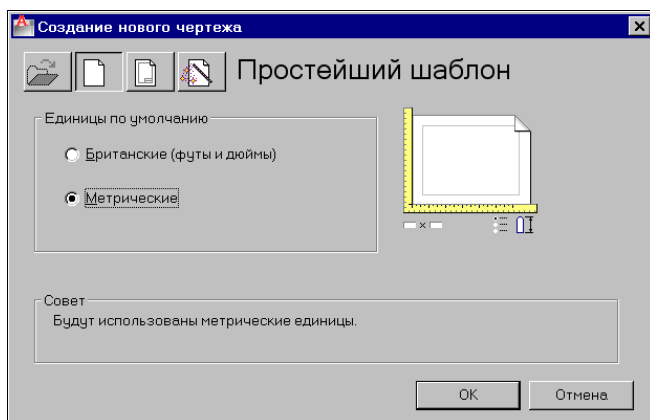 Создание нового чертежа
Простейший шаблон
Единицы по умолчанию
Британские (футы и дюймы)
Метрические
Совет
Будут использованы метрические единицы.
OK
Отмена